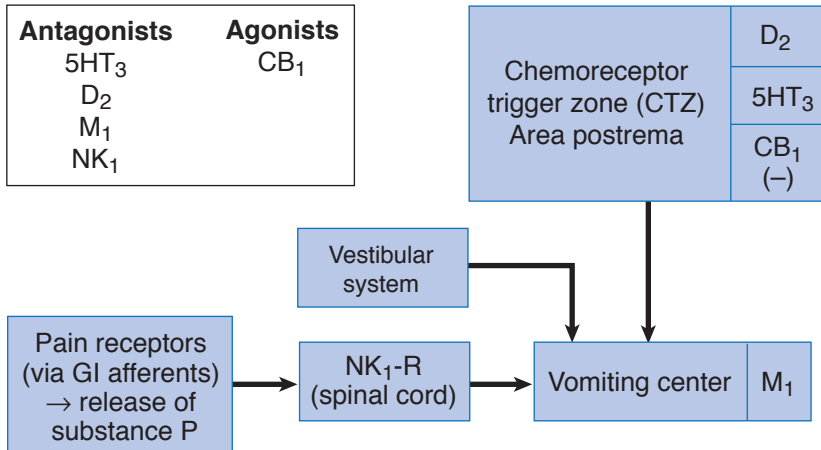 Antagonists Agonists
5HT₃ CB₁
D₂
M₁
NK₁
Chemoreceptor
trigger zone (CTZ)
Area postrema
D₂
5HT₃
CB₁
(–)
Vestibular
system
Pain receptors
(via GI afferents)
→ release of
substance P
NK₁-R
(spinal cord)
Vomiting center
M₁